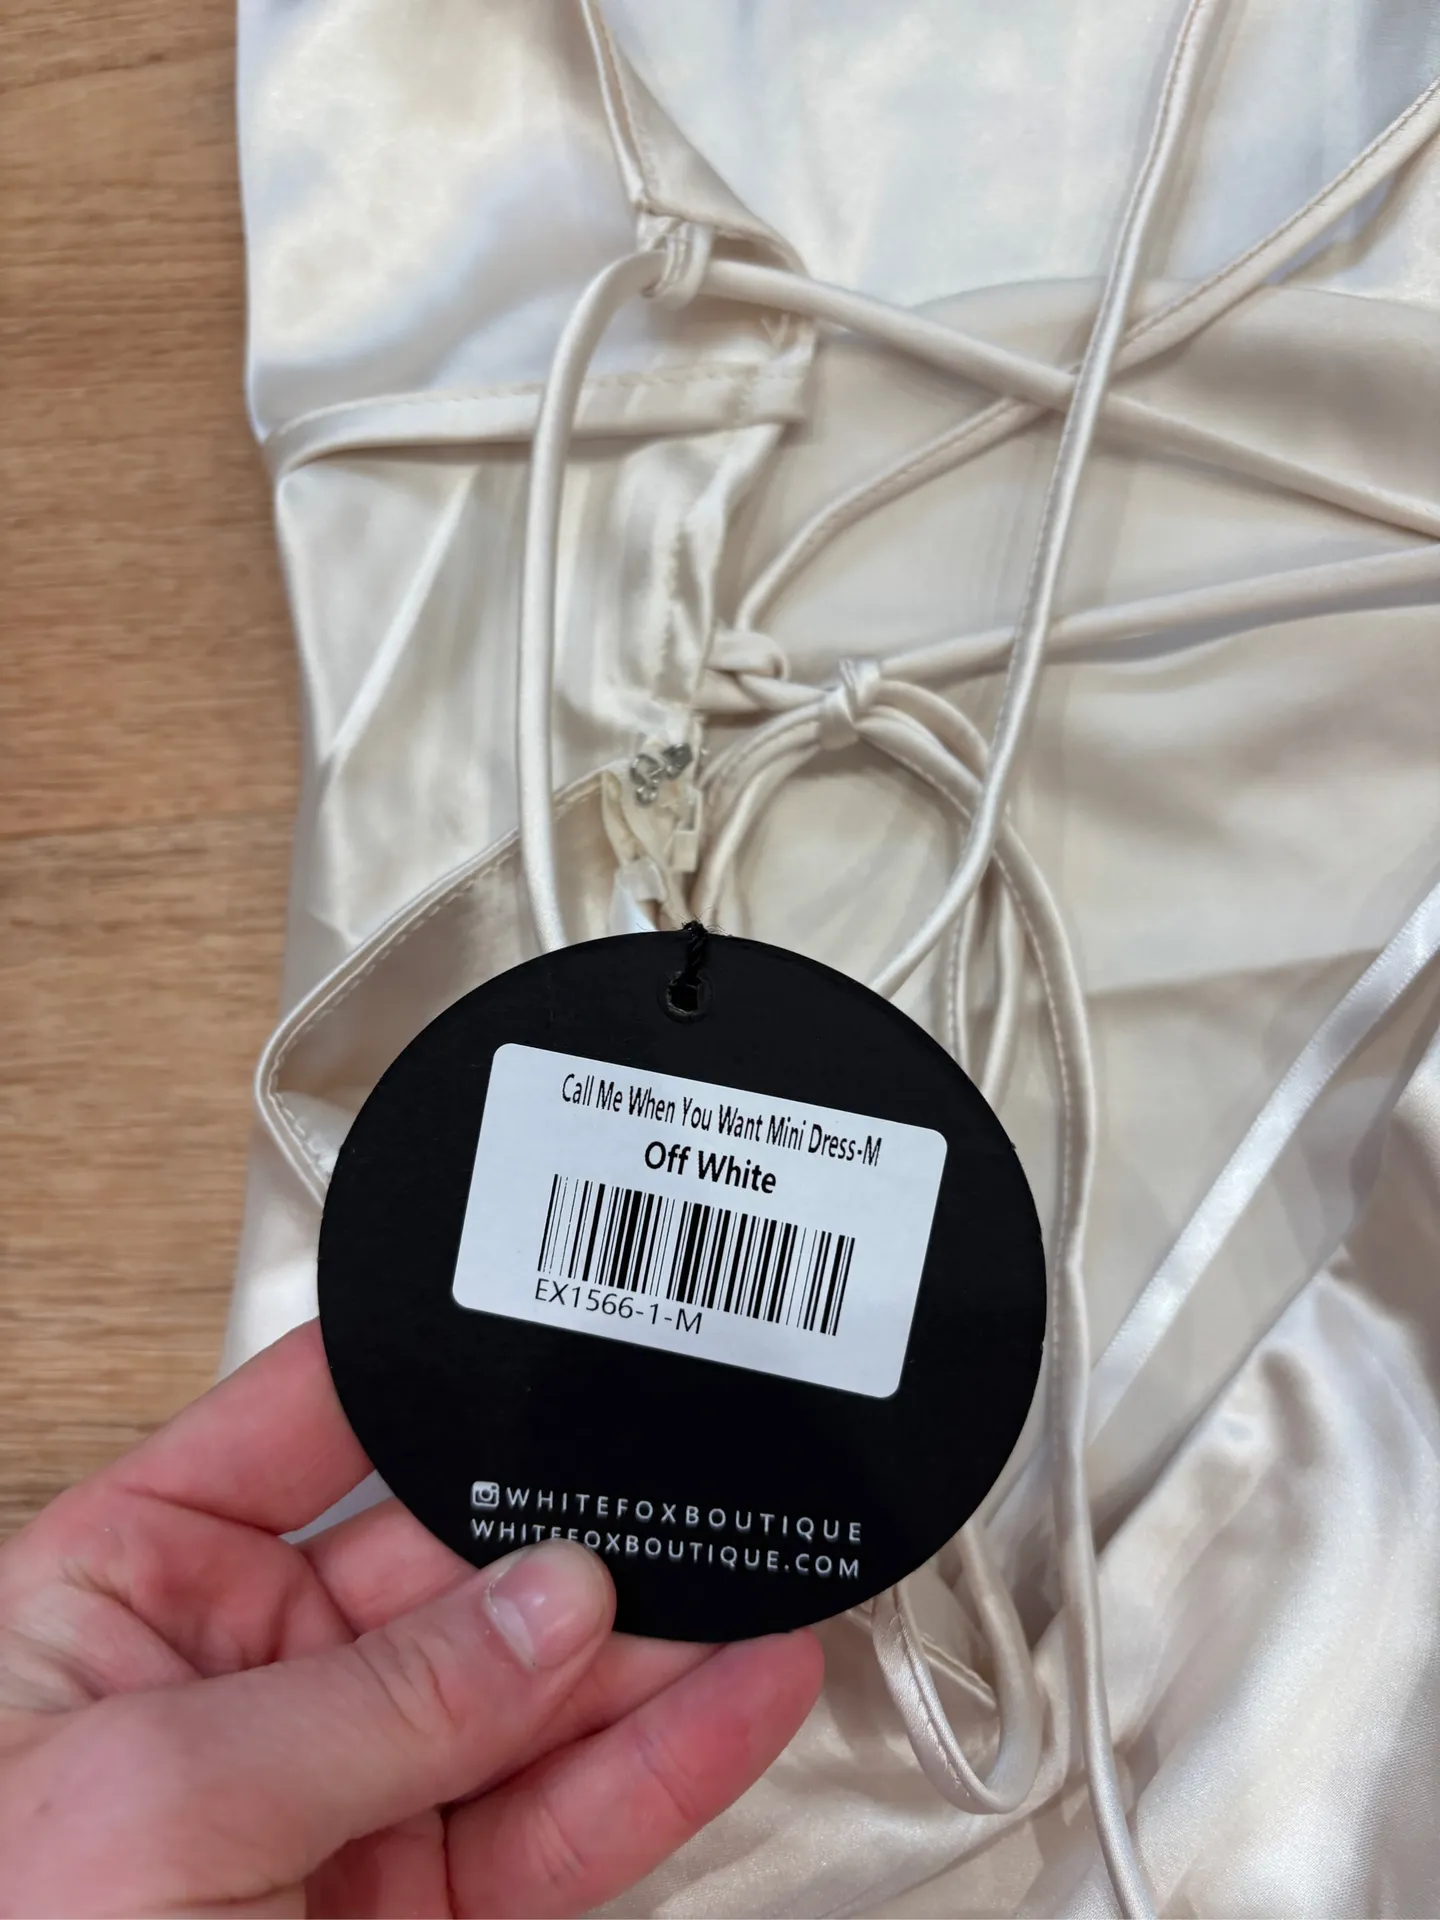 Call Me When You Want Mini Dress-M
Off White
EX1566-1-M
WHITEFOXBOUTIQUE
WHITEFOXBOUTIQUE.COM